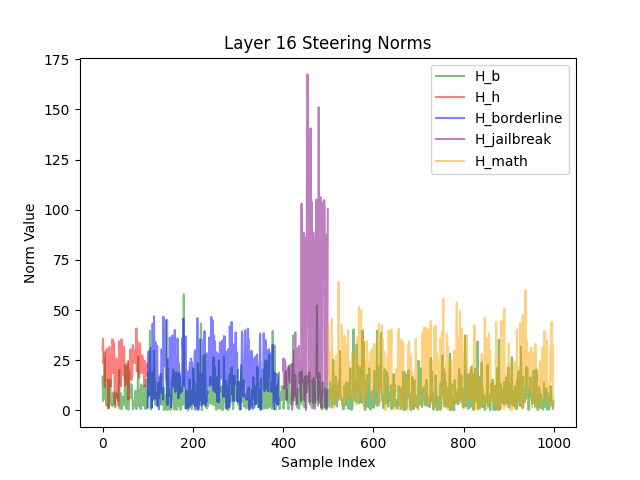 Layer 16 Steering Norms
175
150
125
100
75
50
25
0
Norm Value
H_b
H_h
H_borderline
H_jailbreak
H_math
0
200
400
600
800
1000
Sample Index